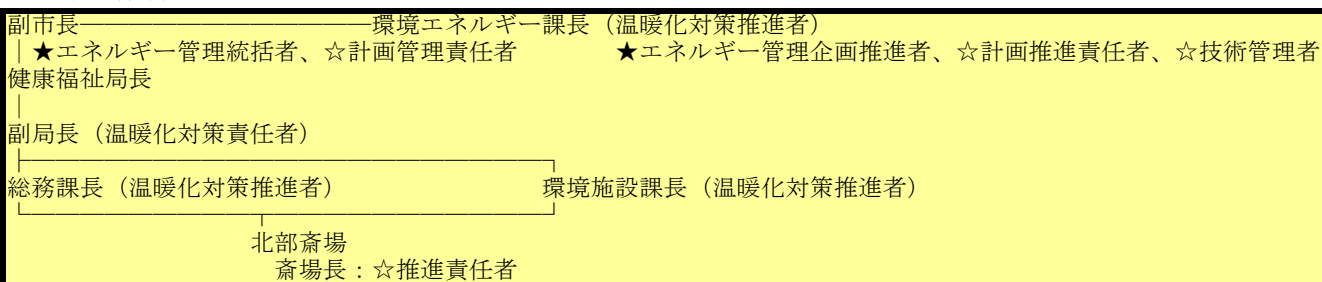 副市長――――――――――――環境エネルギー課長（温暖化対策推進者）
｜★エネルギー管理統括者、☆計画管理責任者　　　　★エネルギー管理企画推進者、☆計画推進責任者、☆技術管理者
健康福祉局長
｜
副局長（温暖化対策責任者）
├―――――――――――――――――――――┐
総務課長（温暖化対策推進者）　　　　　　　　　環境施設課長（温暖化対策推進者）
└――――――――――┬―――――――――――┘
北部斎場
斎場長：☆推進責任者